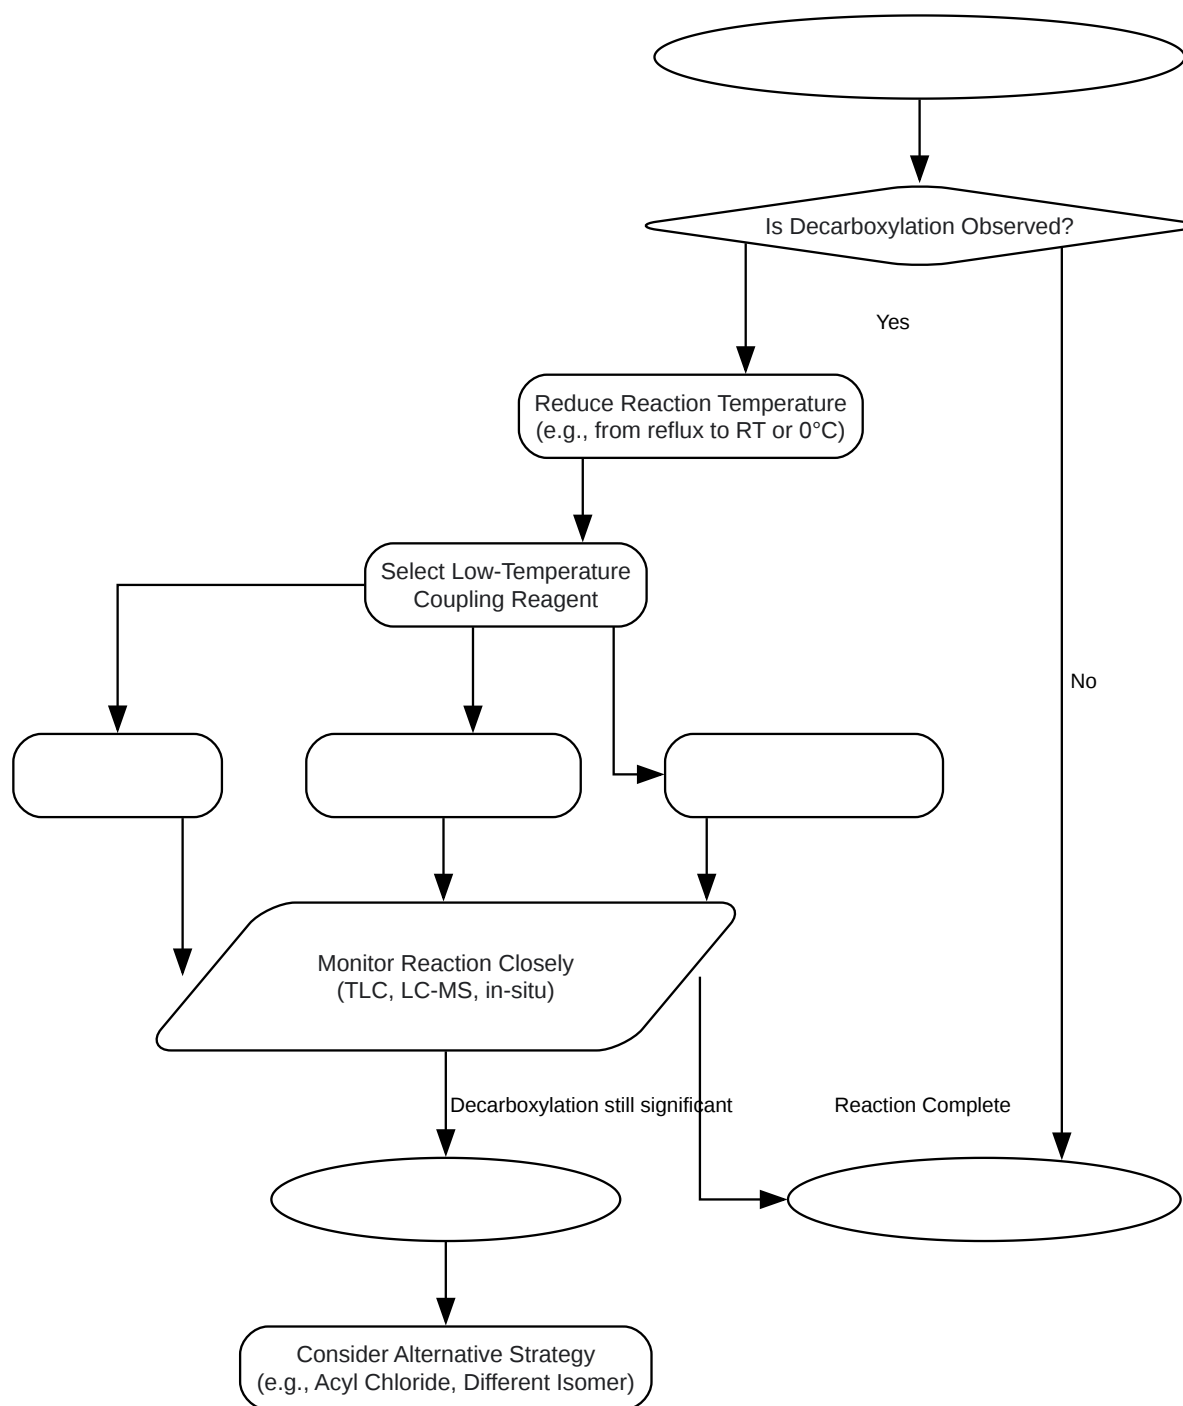 Is Decarboxylation Observed?
Yes
Reduce Reaction Temperature
(e.g., from reflux to RT or 0°C)
Select Low-Temperature
Coupling Reagent
No
Monitor Reaction Closely
(TLC, LC-MS, in-situ)
Decarboxylation still significant
Reaction Complete
Consider Alternative Strategy
(e.g., Acyl Chloride, Different Isomer)